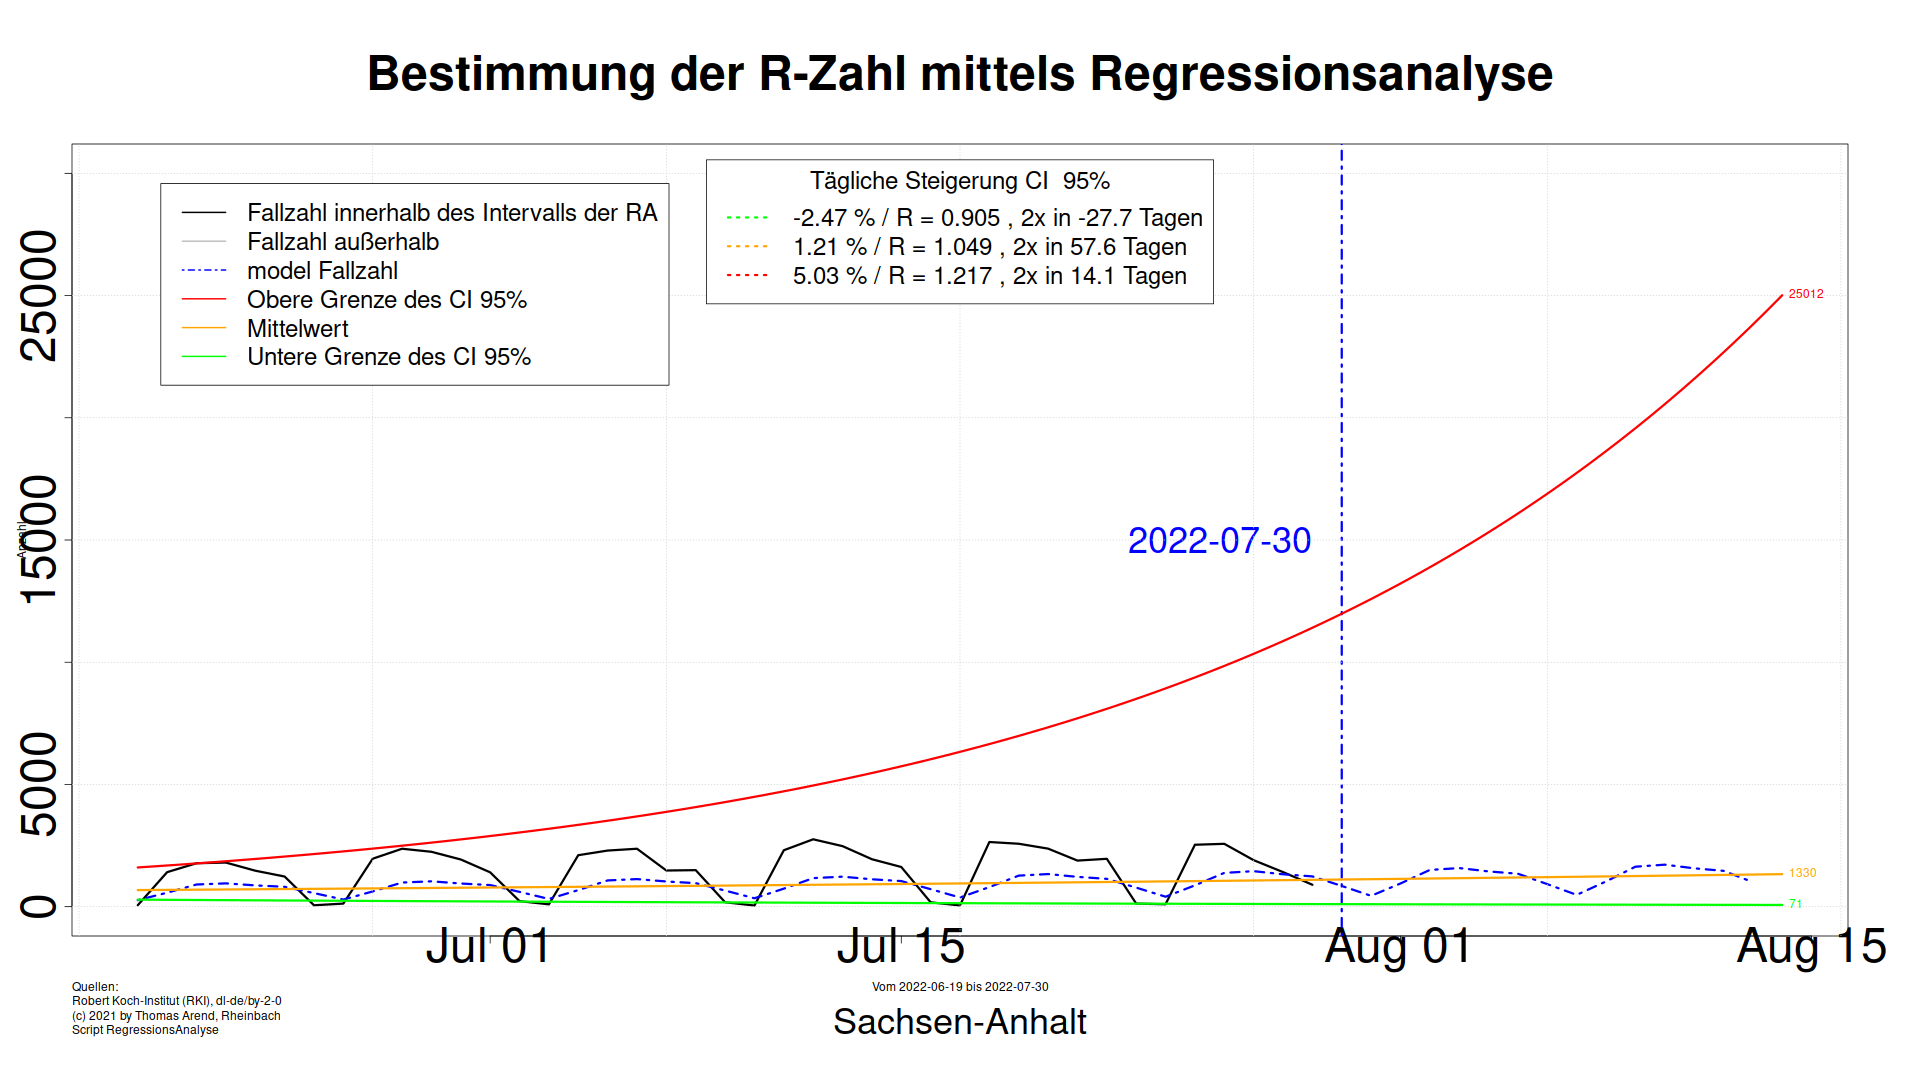 Bestimmung der R-Zahl mittels Regressionsanalyse
Fallzahl innerhalb des Intervalls der RA
Fallzahl außerhalb
model Fallzahl
Obere Grenze des CI 95%
Mittelwert
Untere Grenze des CI 95%
Tägliche Steigerung CI  95%
-2.47 % / R = 0.905 , 2x in -27.7 Tagen
1.21 % / R = 1.049 , 2x in 57.6 Tagen
5.03 % / R = 1.217 , 2x in 14.1 Tagen
25000
15000
5000
0
Anzahl
2022-07-30
25012
1330
71
Jul 01
Jul 15
Aug 01
Aug 15
Quellen:
Robert Koch-Institut (RKI), dl-de/by-2-0
(c) 2021 by Thomas Arend, Rheinbach
Script RegressionsAnalyse
Vom 2022-06-19 bis 2022-07-30
Sachsen-Anhalt